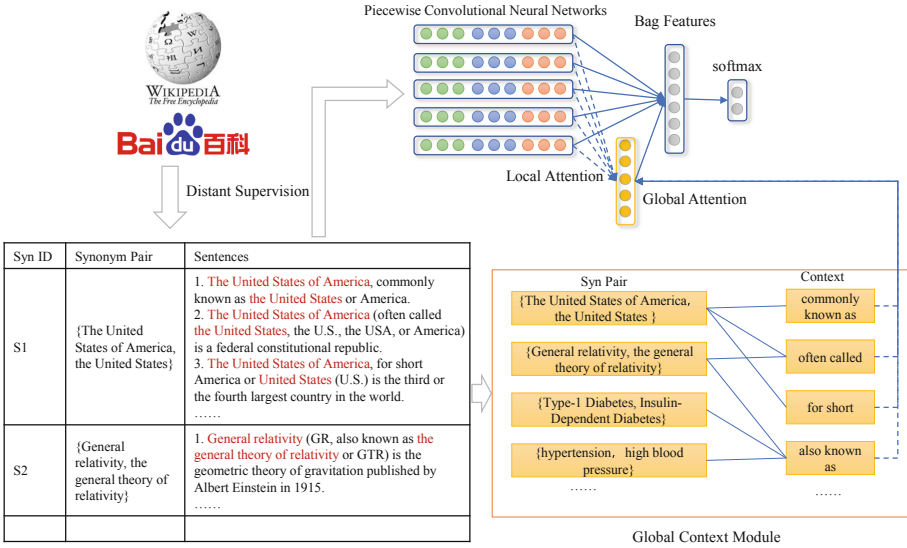 Piecewise Convolutional Neural Networks
Bag Features
softmax
WIKIPEDIA
The Free Encyclopedia
Bai du 百科
Distant Supervision
Local Attention
Global Attention
Syn ID
Synonym Pair
Sentences
S1
{The United
States of America,
the United States}
1. The United States of America, commonly
known as the United States or America.
2. The United States of America (often called
the United States, the U.S., the USA, or America)
is a federal constitutional republic.
3. The United States of America, for short
America or United States (U.S.) is the third or
the fourth largest country in the world.
……
S2
{General
relativity, the
general theory of
relativity}
1. General relativity (GR, also known as the
general theory of relativity or GTR) is the
geometric theory of gravitation published by
Albert Einstein in 1915.
……
Syn Pair
Context
{The United States of America,
the United States }
{General relativity, the general
theory of relativity}
{Type-1 Diabetes, Insulin-
Dependent Diabetes}
{hypertension, high blood
pressure}
……
commonly
known as
often called
for short
also known
as
……
Global Context Module